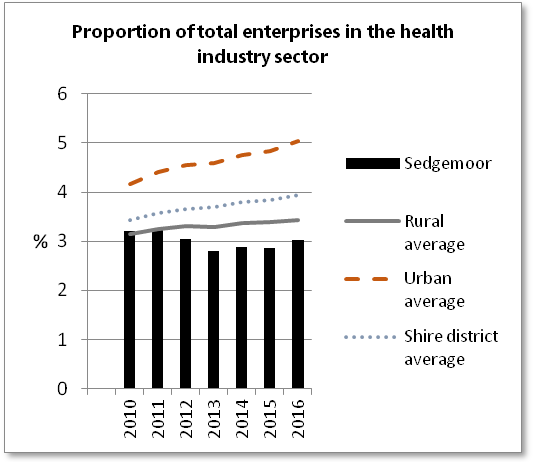 Proportion of total enterprises in the health
industry sector
6
5
4
3
2
1
0
%
2010
2011
2012
2013
2014
2015
2016
Sedgemoor
Rural
average
Urban
average
Shire district
average